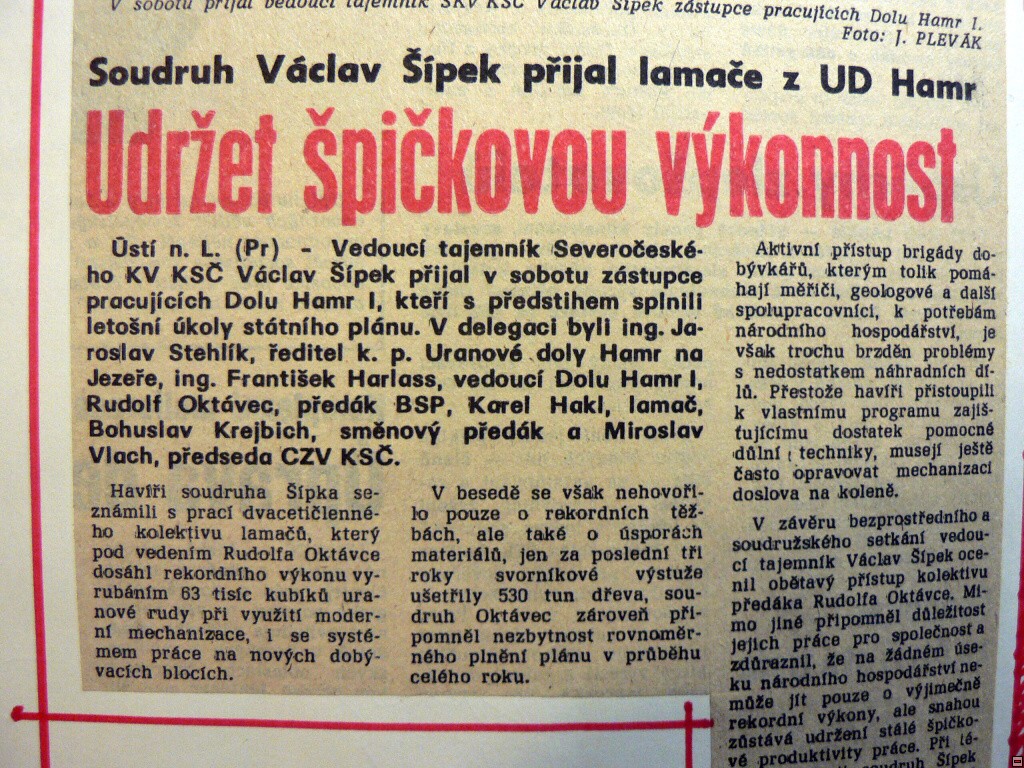 V sobotu přijal vedoucí tajemník SKV KSČ Václav Šípek zástupce pracujících Dolu Hamr I.
Foto: J. PLEVÁK
Soudruh Václav Šípek přijal lamače z UD Hamr
Udržet špičkovou výkonnost
Ústí n. L. (Pr) – Vedoucí tajemník Severočeské-
ho KV KSČ Václav Šípek přijal v sobotu zástupce
pracujících Dolu Hamr I, kteří s předstihem splnili
letošní úkoly státního plánu. V delegaci byli ing. Ja-
roslav Stehlík, ředitel k. p. Uranové doly Hamr na
Jezeře, ing. František Harlass, vedoucí Dolu Hamr I,
Rudolf Oktávec, předák BSP, Karel Hakl, lamač,
Bohuslav Krejbich, směnový předák a Miroslav
Vlach, předseda CZV KSČ.
Havíři soudruha Šípka se-
známili s prací dvacetičlenné-
ho kolektivu lamačů, který
pod vedením Rudolfa Oktávce
dosáhl rekordního výkonu vy-
rubáním 63 tisíc kubíků ura-
nové rudy při využití moder-
ní mechanizace, i se systé-
mem práce na nových dobý-
vacích blocích.
V besedě se však nehovoři-
lo pouze o rekordních těž-
bách, ale také o úsporách
materiálů, jen za poslední tři
roky svorníkové výstuže
ušetřily 530 tun dřeva, sou-
druh Oktávec zároveň při-
pomněl nezbytnost rovnoměr-
ného plnění plánu v průběhu
celého roku.
Aktivní přístup brigády do-
bývkářů, kterým tolik pomá-
hají měřiči, geologové a další
spolupracovníci, k potřebám
národního hospodářství, je
však trochu brzděn problémy
s nedostatkem náhradních dí-
lů. Přestože havíři přistoupili
k vlastnímu programu zajiš-
ťujícímu dostatek pomocné
důlní techniky, musejí ještě
často opravovat mechanizaci
doslova na koleně.
V závěru bezprostředního a
soudružského setkání vedou-
cí tajemník Václav Šípek oce-
nil obětavý přístup kolektivu
předáka Rudolfa Oktávce. Mi-
mo jiné připomněl důležitost
jejich práce pro společnost a
zdůraznil, že na žádném úse-
ku národního hospodářství ne-
může jít pouze o výjimečně
rekordní výkony, ale snahou
zůstává udržení stálé špičko-
vé produktivity práce. Při té-
soudruh Šípek